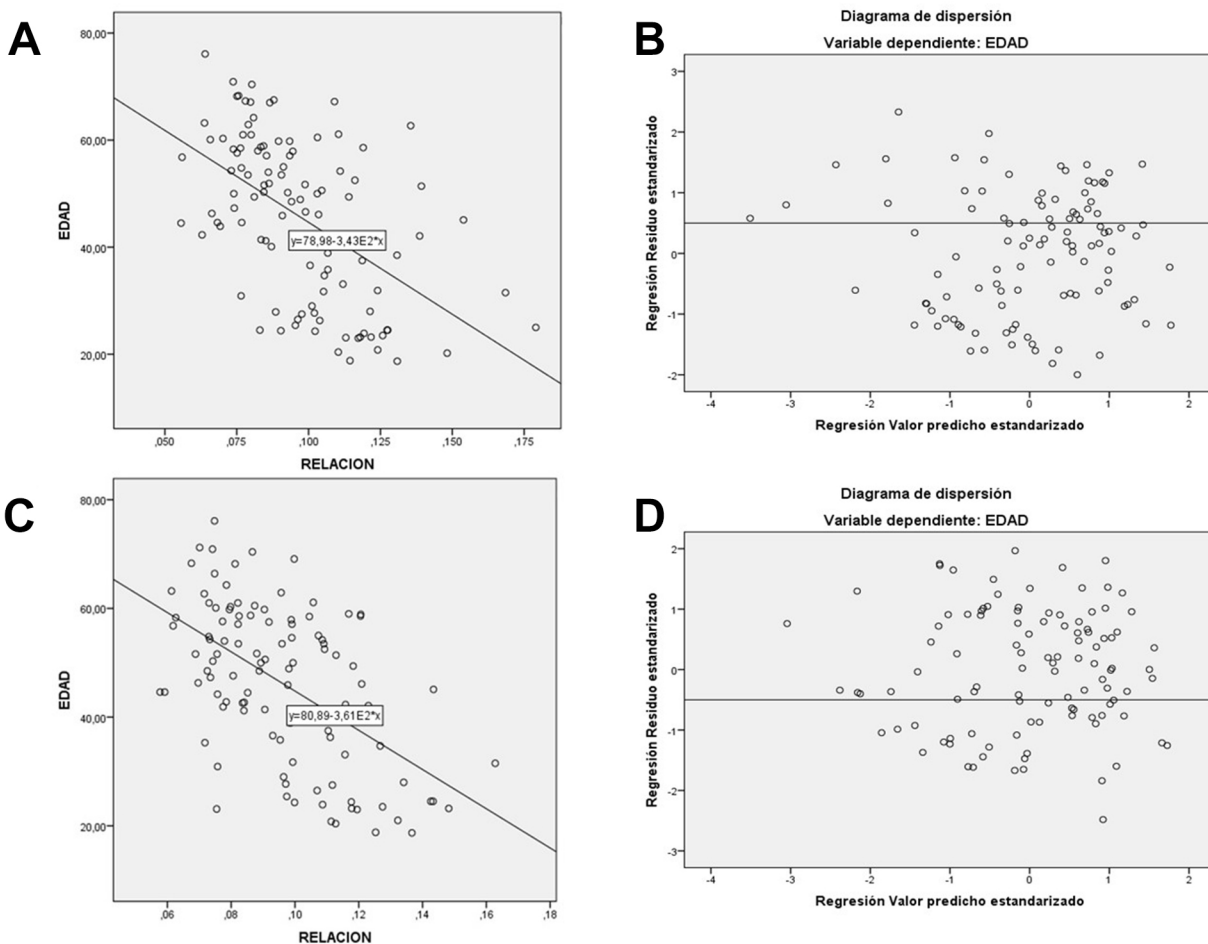 A
EDAD
80,00
60,00
40,00
20,00
y=78,98-3,43E2*x
,050
,075
,100
,125
,150
,175
RELACION
B
Diagrama de dispersión
Variable dependiente: EDAD
Regresión Residuo estandarizado
3
2
1
0
-1
-2
-4
-3
-2
-1
0
1
2
Regresión Valor predicho estandarizado
C
EDAD
80,00
60,00
40,00
20,00
y=80,89-3,61E2*x
,06
,08
,10
,12
,14
,16
,18
RELACION
D
Diagrama de dispersión
Variable dependiente: EDAD
Regresión Residuo estandarizado
2
1
0
-1
-2
-3
-4
-3
-2
-1
0
1
2
Regresión Valor predicho estandarizado